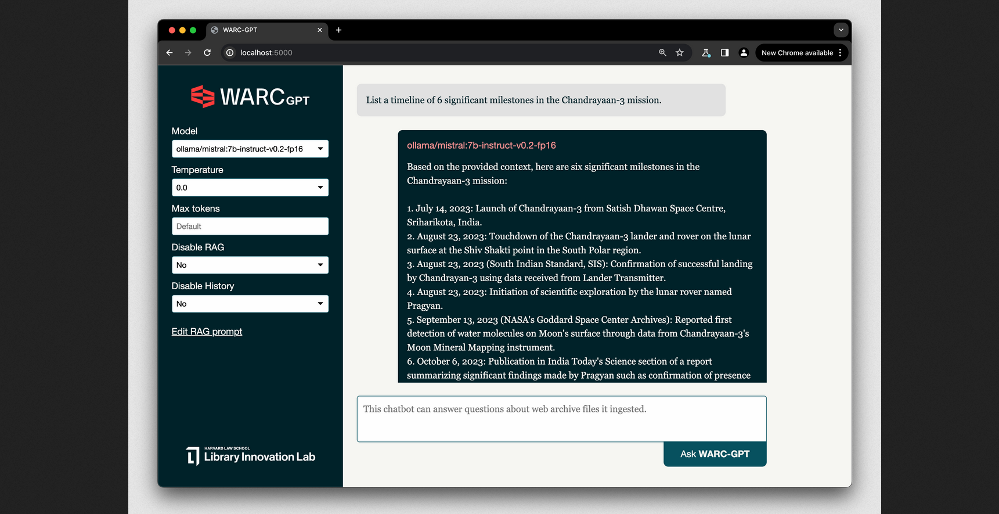 WARC-GPT
localhost:5000
New Chrome available
WARC GPT
Model
ollama/mistral:7b-instruct-v0.2-fp16
Temperature
0.0
Max tokens
Default
Disable RAG
No
Disable History
No
Edit RAG prompt
HARVARD LAW SCHOOL
Library Innovation Lab
List a timeline of 6 significant milestones in the Chandrayaan-3 mission.
ollama/mistral:7b-instruct-v0.2-fp16
Based on the provided context, here are six significant milestones in the
Chandrayaan-3 mission:
1. July 14, 2023: Launch of Chandrayaan-3 from Satish Dhawan Space Centre,
Sriharikota, India.
2. August 23, 2023: Touchdown of the Chandrayaan-3 lander and rover on the lunar
surface at the Shiv Shakti point in the South Polar region.
3. August 23, 2023 (South Indian Standard, SIS): Confirmation of successful landing
by Chandrayan-3 using data received from Lander Transmitter.
4. August 23, 2023: Initiation of scientific exploration by the lunar rover named
Pragyan.
5. September 13, 2023 (NASA's Goddard Space Center Archives): Reported first
detection of water molecules on Moon's surface through data from Chandrayaan-3's
Moon Mineral Mapping instrument.
6. October 6, 2023: Publication in India Today's Science section of a report
summarizing significant findings made by Pragyan such as confirmation of presence
This chatbot can answer questions about web archive files it ingested.
Ask WARC-GPT